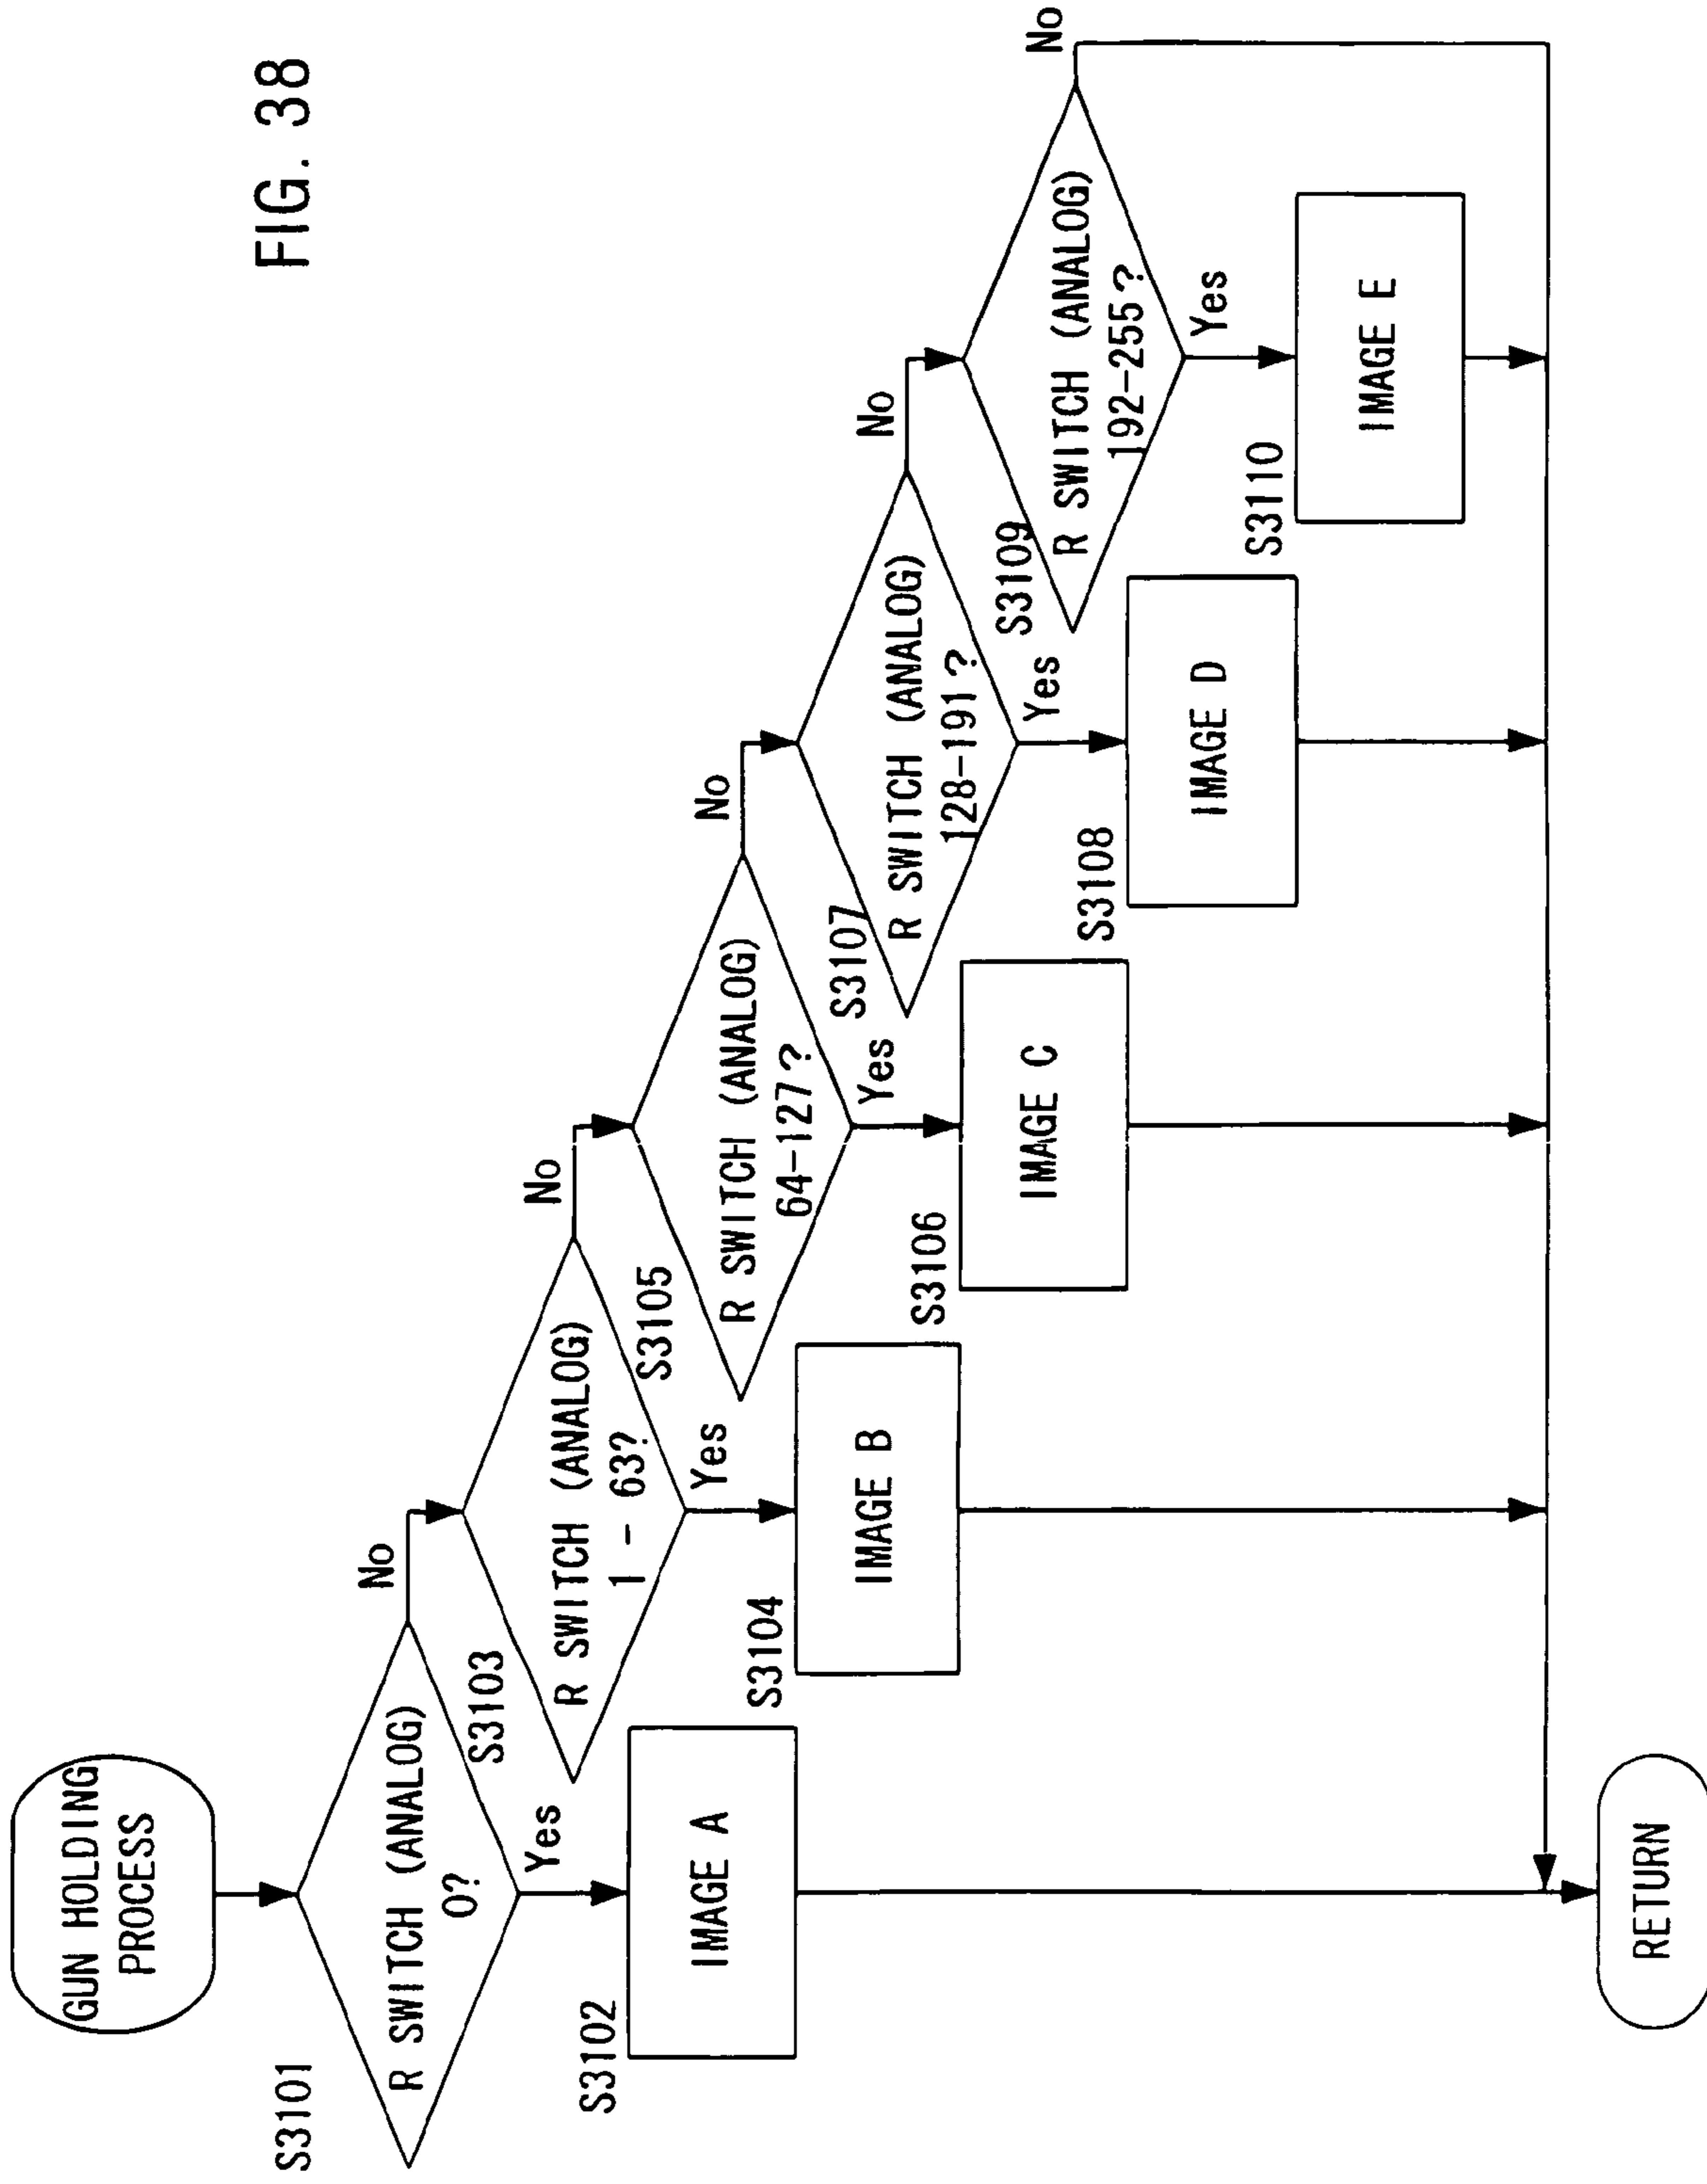 FIG. 38
GUN HOLDING
PROCESS
S3101
R SWITCH (ANALOG)
0?
Yes
No
S3102
IMAGE A
S3103
R SWITCH (ANALOG)
1 - 63?
Yes
No
S3104
IMAGE B
S3105
R SWITCH (ANALOG)
64-127?
Yes
No
S3106
IMAGE C
S3107
R SWITCH (ANALOG)
128-191?
Yes
No
S3108
IMAGE D
S3109
R SWITCH (ANALOG)
192-255?
Yes
No
S3110
IMAGE E
RETURN